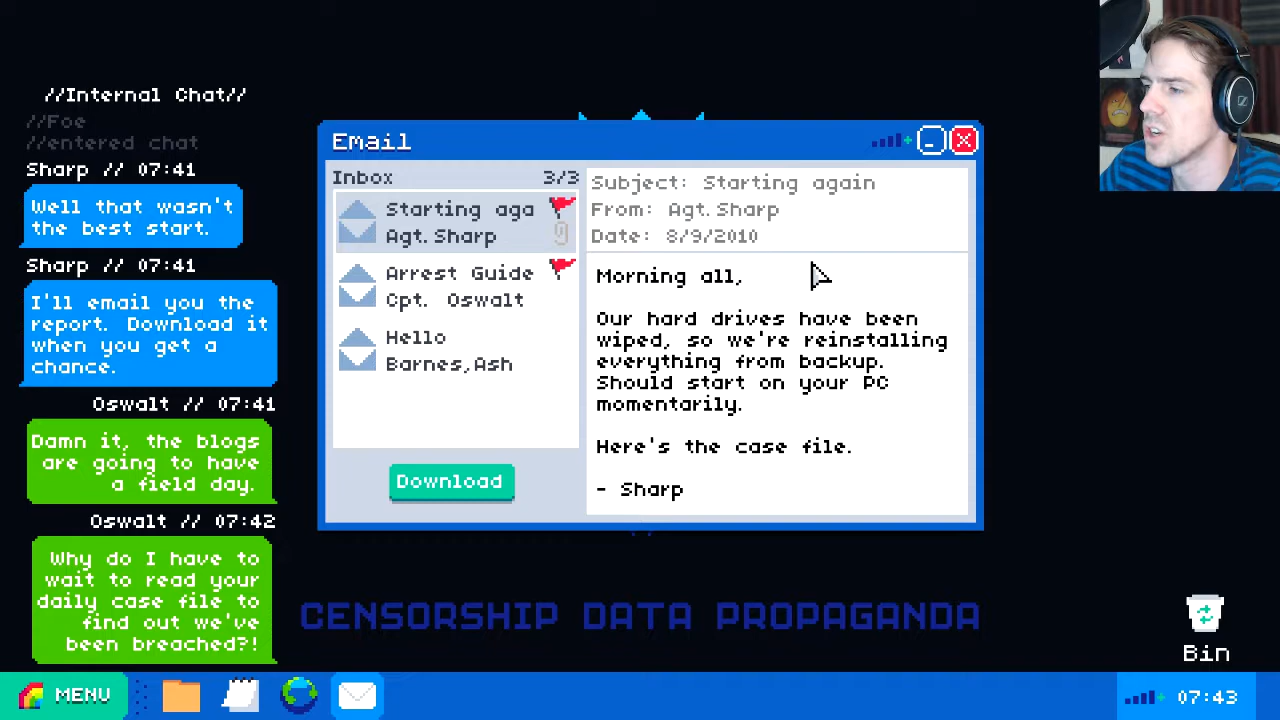 //Internal Chat//
//Foe
//entered chat
Sharp // 07:41
Well that wasn't
the best start.
Sharp // 07:41
I'll email you the
report. Download it
when you get a
chance.
Oswalt // 07:41
Damn it, the blogs
are going to have
a field day.
Oswalt // 07:42
Why do I have to
wait to read your
daily case file to
find out we've
been breached?!
Email
Inbox 3/3
Starting aga
Agt.Sharp
Arrest Guide
Cpt. Oswalt
Hello
Barnes,Ash
Download
Subject: Starting again
From: Agt.Sharp
Date: 8/9/2010
Morning all,
Our hard drives have been
wiped, so we're reinstalling
everything from backup.
Should start on your PC
momentarily.
Here's the case file.
- Sharp
CENSORSHIP DATA PROPAGANDA
Bin
MENU
07:43